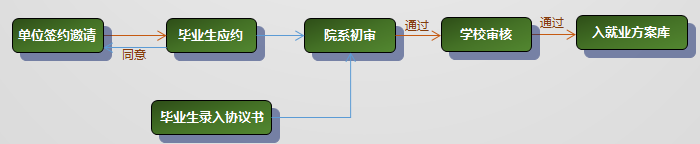 单位签约邀请
同意
毕业生应约
院系初审
通过
学校审核
通过
入就业方案库
毕业生录入协议书